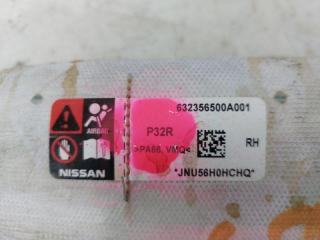 632356500A001
AIRBAG
P32R
>PA66, VMQ<
RH
NISSAN
*JNU56H0HCHQ*